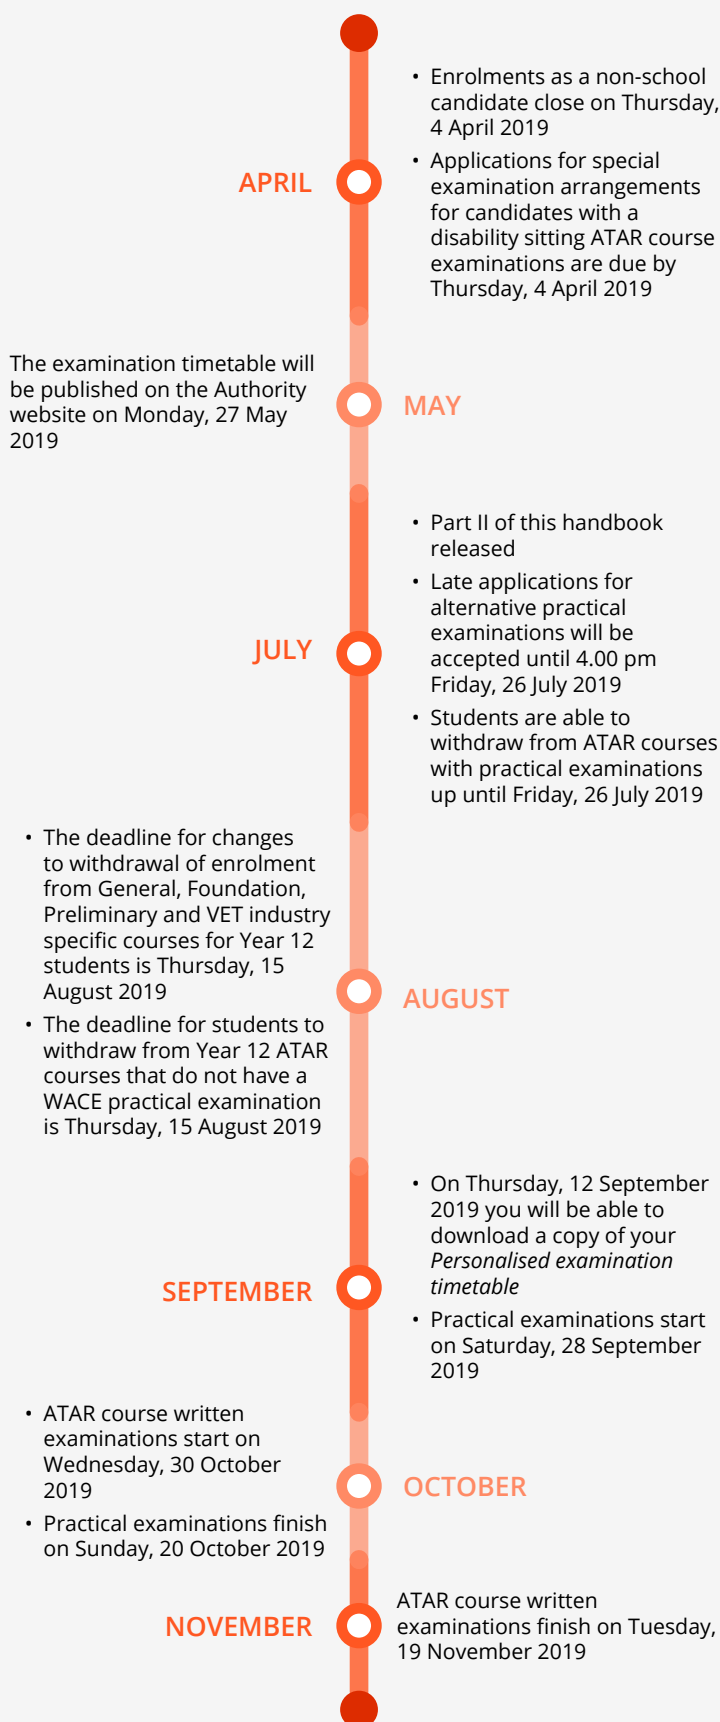 APRIL
• Enrolments as a non-school
candidate close on Thursday,
4 April 2019
• Applications for special
examination arrangements
for candidates with a
disability sitting ATAR course
examinations are due by
Thursday, 4 April 2019
MAY
The examination timetable will
be published on the Authority
website on Monday, 27 May
2019
JULY
• Part II of this handbook
released
• Late applications for
alternative practical
examinations will be
accepted until 4.00 pm
Friday, 26 July 2019
• Students are able to
withdraw from ATAR courses
with practical examinations
up until Friday, 26 July 2019
AUGUST
• The deadline for changes
to withdrawal of enrolment
from General, Foundation,
Preliminary and VET industry
specific courses for Year 12
students is Thursday, 15
August 2019
• The deadline for students to
withdraw from Year 12 ATAR
courses that do not have a
WACE practical examination
is Thursday, 15 August 2019
SEPTEMBER
• On Thursday, 12 September
2019 you will be able to
download a copy of your
Personalised examination
timetable
• Practical examinations start
on Saturday, 28 September
2019
OCTOBER
• ATAR course written
examinations start on
Wednesday, 30 October
2019
• Practical examinations finish
on Sunday, 20 October 2019
NOVEMBER
ATAR course written
examinations finish on Tuesday,
19 November 2019